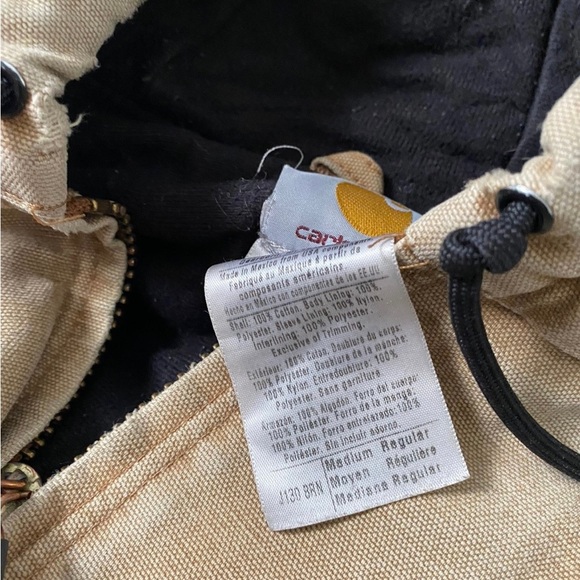 carh
Made in Mexico from USA components
Fabriqué au Mexique à partir de
composants américains
Hecho en México con componentes de los EE.UU.
Shell: 100% Cotton, Body Lining: 100%
Polyester, Sleeve Lining: 100% Nylon,
Interlining: 100% Polyester.
Exclusive of Trimming.
Extérieur: 100% Coton, Doublure du corps:
100% Polyester, Doublure de la manche:
100% Nylon, Entredoublure: 100%
Polyester. Sans garniture.
Armazón: 100% Algodón, Forro del cuerpo:
100% Poliéster, Forro de la manga:
100% Nilón, Forro entrelazado: 100%
Poliéster, Sin incluir adorno.
J130 BRN
Medium Regular
Moyen Régulière
Mediana Regular